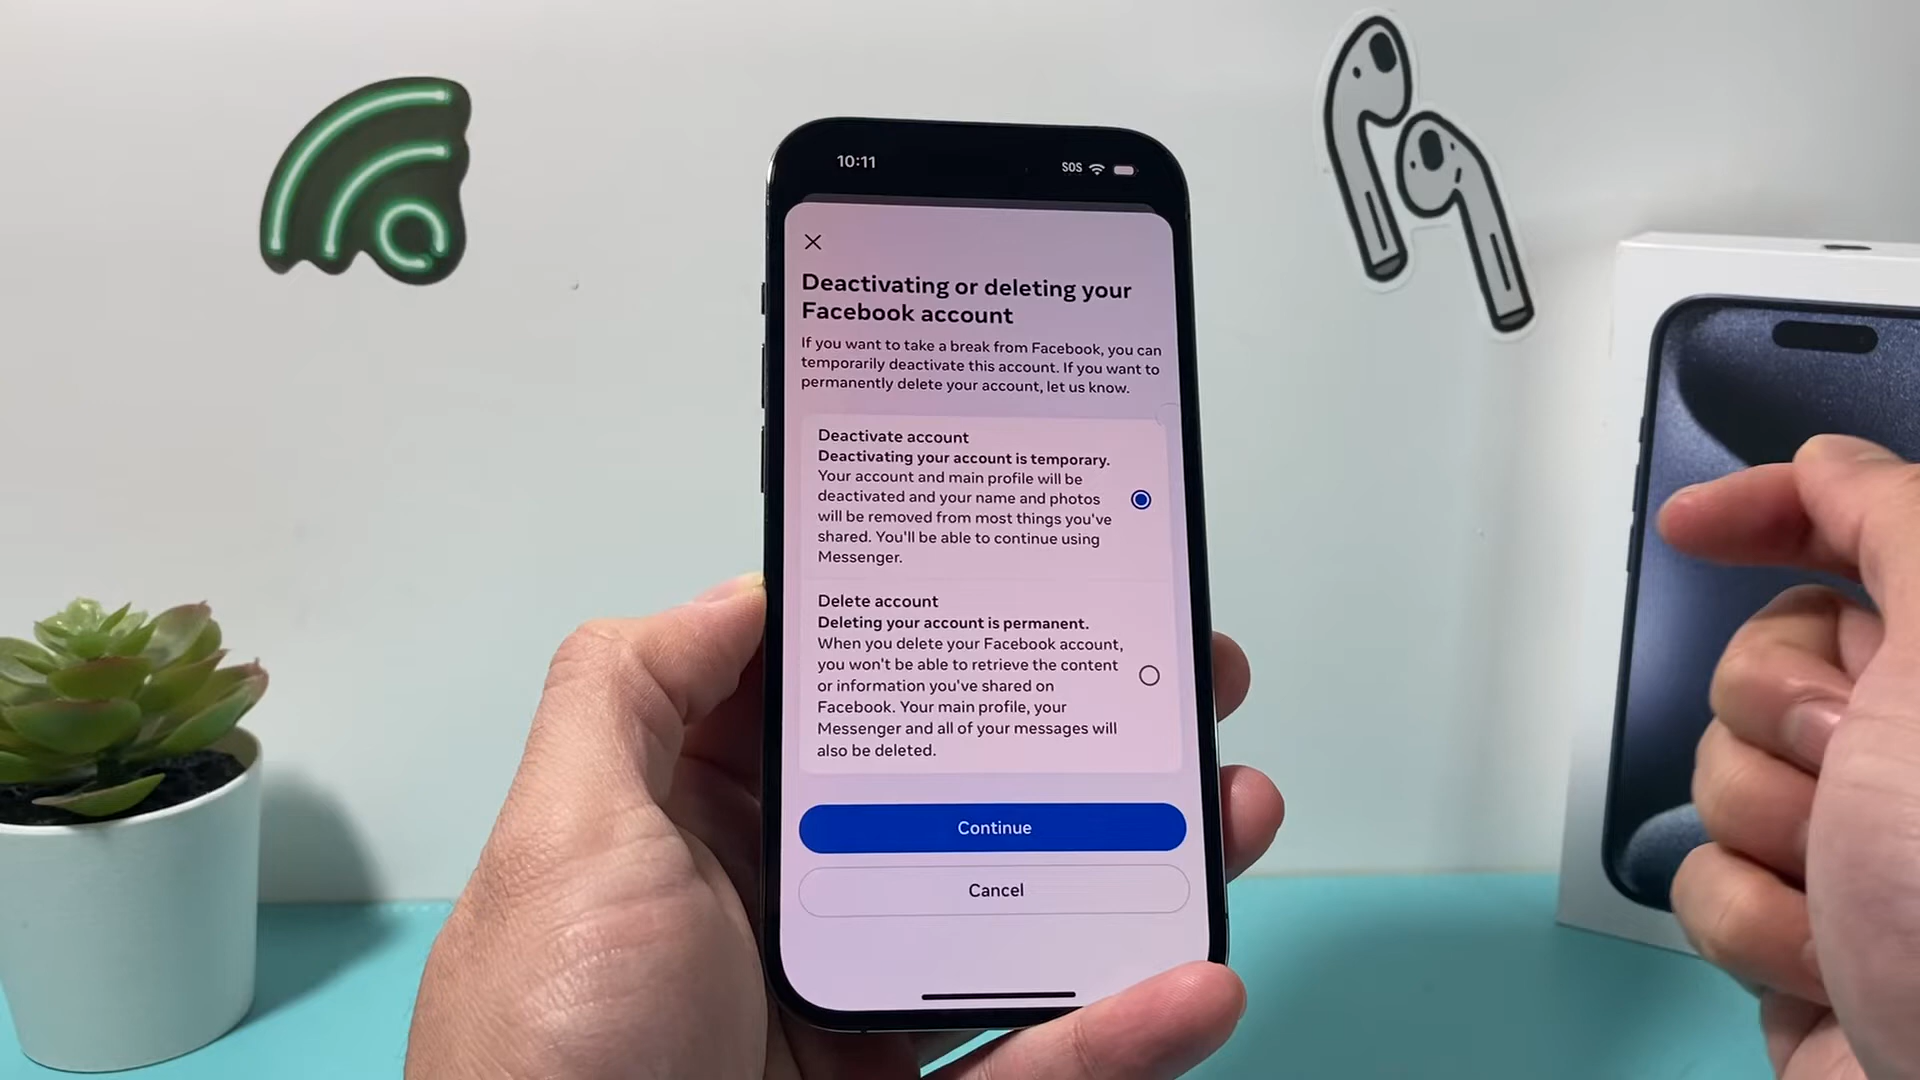 10:11
SOS
Deactivating or deleting your
Facebook account
If you want to take a break from Facebook, you can
temporarily deactivate this account. If you want to
permanently delete your account, let us know.
Deactivate account
Deactivating your account is temporary.
Your account and main profile will be
deactivated and your name and photos
will be removed from most things you've
shared. You'll be able to continue using
Messenger.
Delete account
Deleting your account is permanent.
When you delete your Facebook account,
you won't be able to retrieve the content
or information you've shared on
Facebook. Your main profile, your
Messenger and all of your messages will
also be deleted.
Continue
Cancel